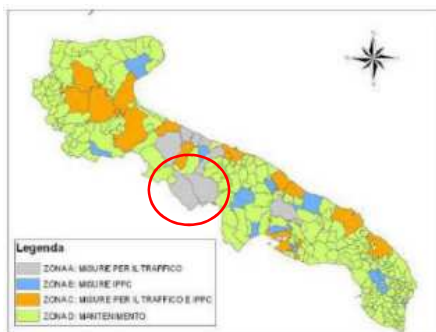 Legenda
ZONA A: MISURE PER IL TRAFFICO
ZONA B: MISURE IPPC
ZONA C: MISURE PER IL TRAFFICO E IPPC
ZONA D: MANTENIMENTO